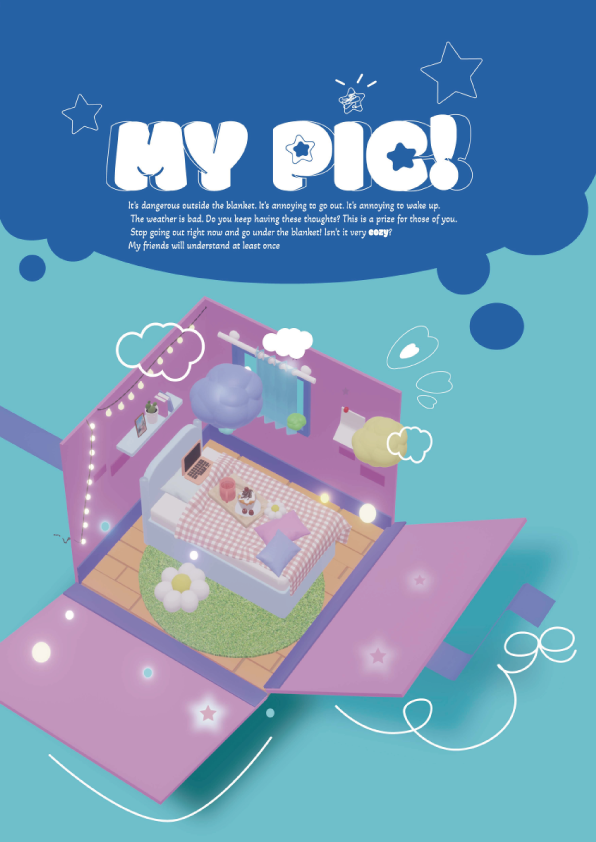 MY PIC!
It's dangerous outside the blanket. It's annoying to go out. It's annoying to wake up.
The weather is bad. Do you keep having these thoughts? This is a prize for those of you.
Stop going out right now and go under the blanket! Isn't it very cozy?
My friends will understand at least once